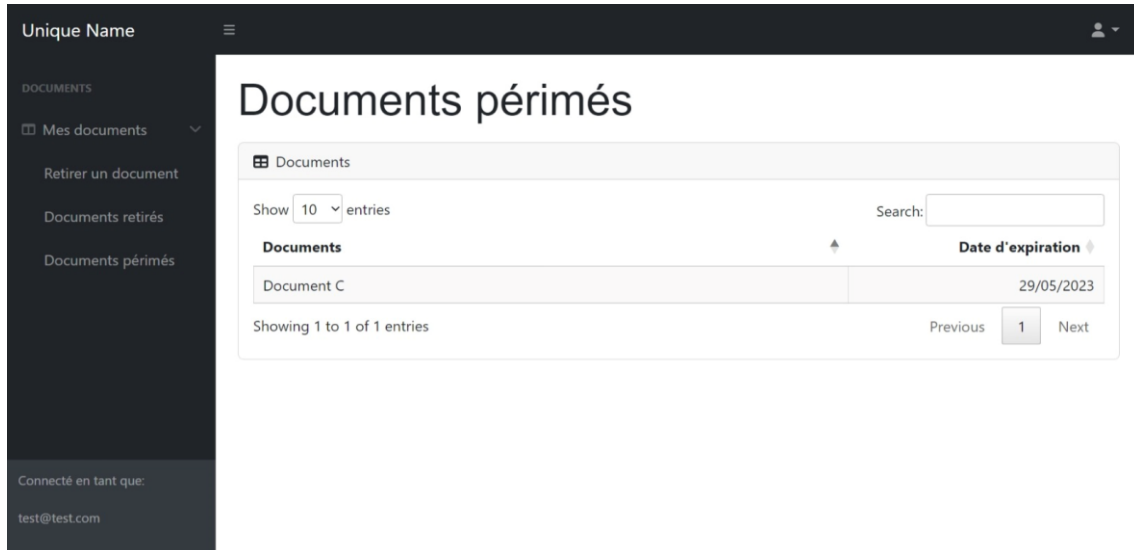 Unique Name
DOCUMENTS
Mes documents
Retirer un document
Documents retirés
Documents périmés
Connecté en tant que:
test@test.com
Documents périmés
Documents
Show 10 entries
Search:
Documents Date d'expiration
Document C 29/05/2023
Showing 1 to 1 of 1 entries
Previous 1 Next